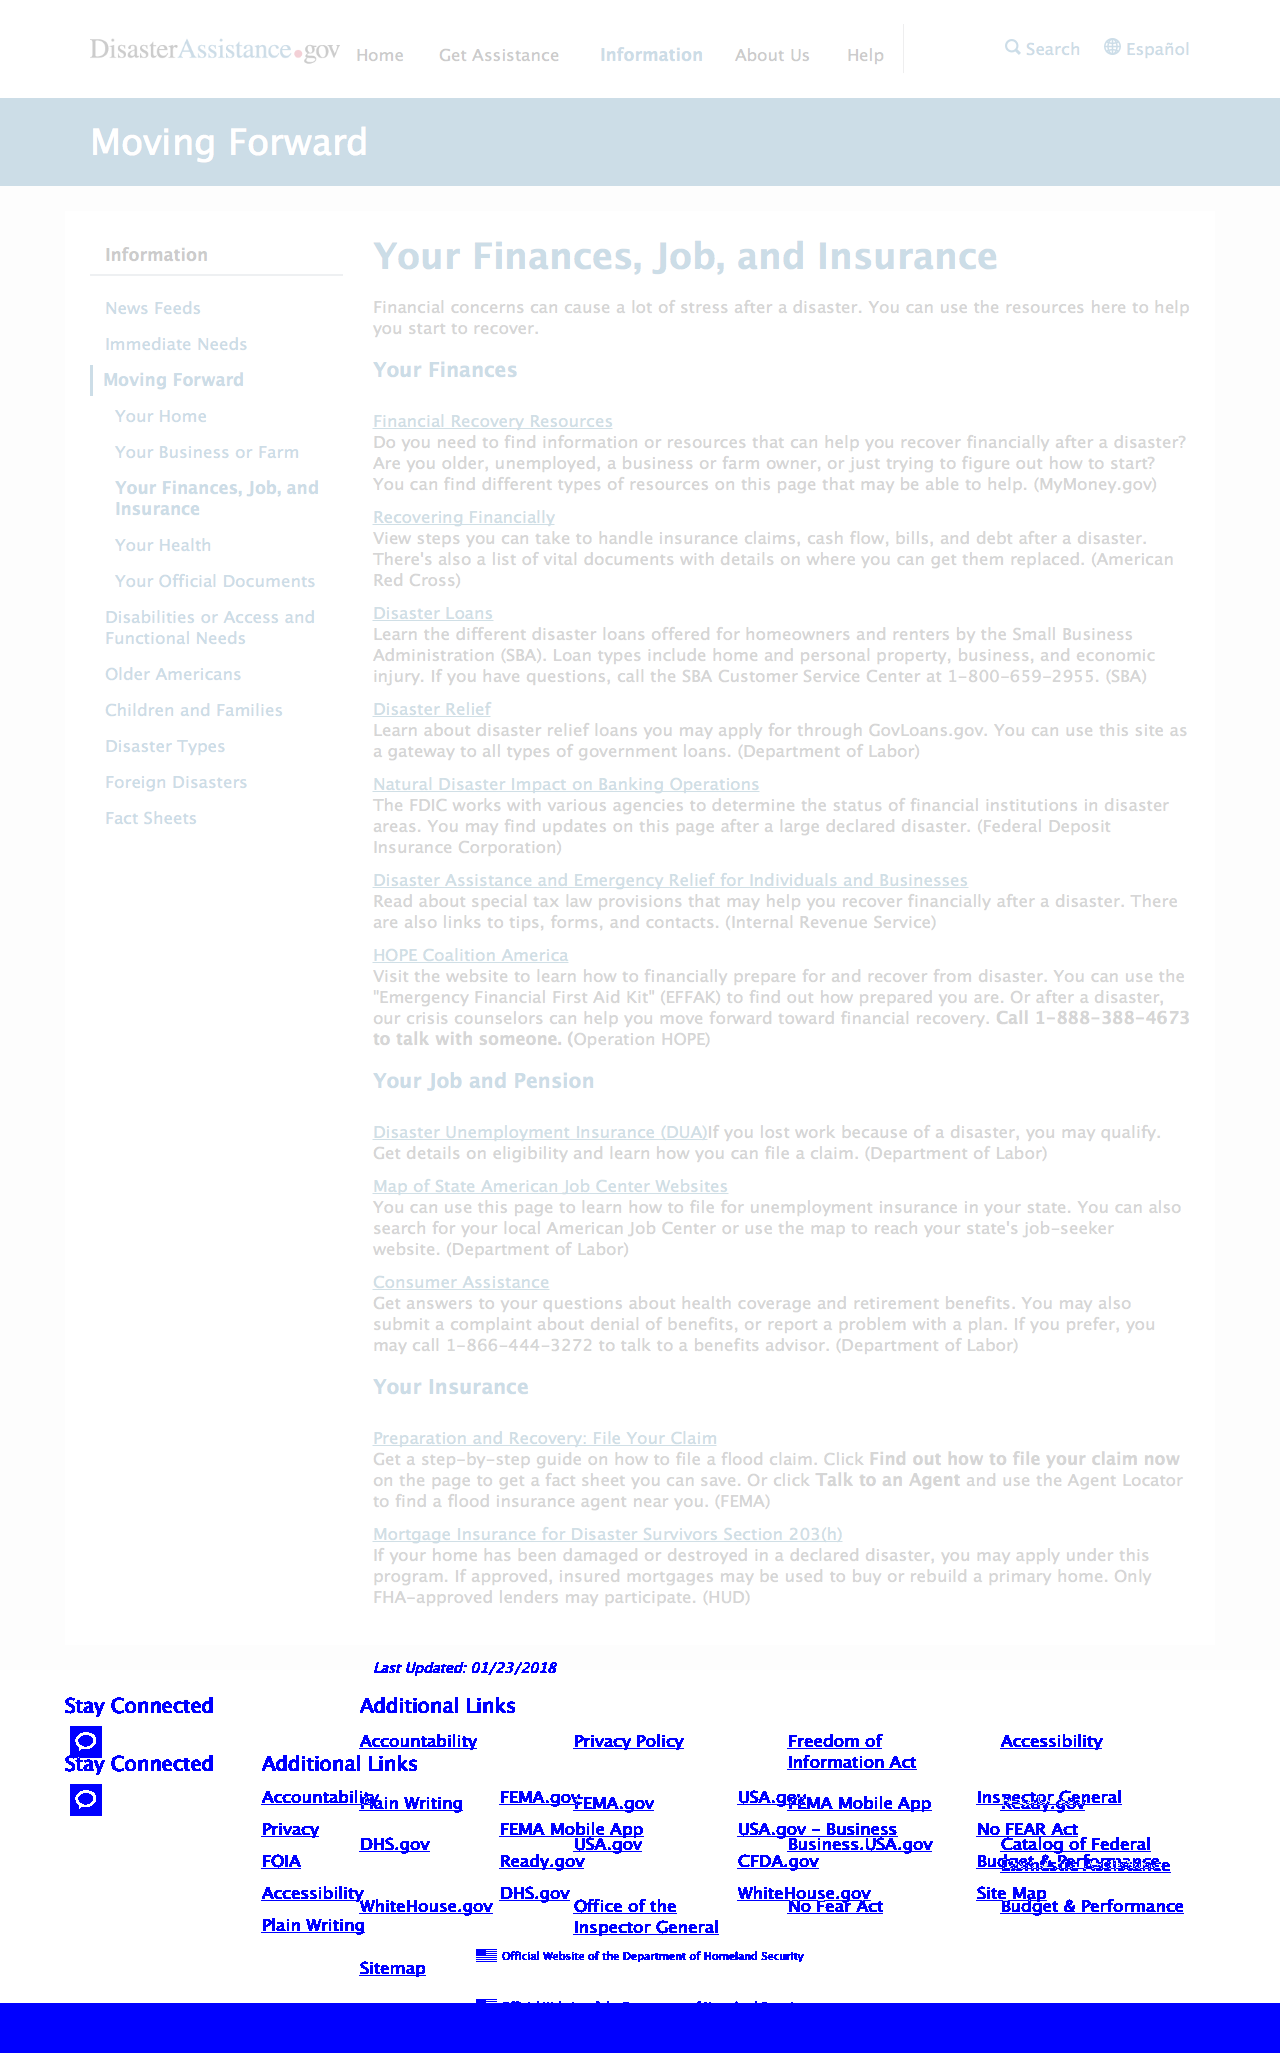 DisasterAssistance.gov Home Get Assistance Information About Us Help Search Español
Moving Forward
Information
News Feeds
Immediate Needs
Moving Forward
Your Home
Your Business or Farm
Your Finances, Job, and
Insurance
Your Health
Your Official Documents
Disabilities or Access and
Functional Needs
Older Americans
Children and Families
Disaster Types
Foreign Disasters
Fact Sheets
Your Finances, Job, and Insurance
Financial concerns can cause a lot of stress after a disaster. You can use the resources here to help
you start to recover.
Your Finances
Financial Recovery Resources
Do you need to find information or resources that can help you recover financially after a disaster?
Are you older, unemployed, a business or farm owner, or just trying to figure out how to start?
You can find different types of resources on this page that may be able to help. (MyMoney.gov)
Recovering Financially
View steps you can take to handle insurance claims, cash flow, bills, and debt after a disaster.
There's also a list of vital documents with details on where you can get them replaced. (American
Red Cross)
Disaster Loans
Learn the different disaster loans offered for homeowners and renters by the Small Business
Administration (SBA). Loan types include home and personal property, business, and economic
injury. If you have questions, call the SBA Customer Service Center at 1-800-659-2955. (SBA)
Disaster Relief
Learn about disaster relief loans you may apply for through GovLoans.gov. You can use this site as
a gateway to all types of government loans. (Department of Labor)
Natural Disaster Impact on Banking Operations
The FDIC works with various agencies to determine the status of financial institutions in disaster
areas. You may find updates on this page after a large declared disaster. (Federal Deposit
Insurance Corporation)
Disaster Assistance and Emergency Relief for Individuals and Businesses
Read about special tax law provisions that may help you recover financially after a disaster. There
are also links to tips, forms, and contacts. (Internal Revenue Service)
HOPE Coalition America
Visit the website to learn how to financially prepare for and recover from disaster. You can use the
"Emergency Financial First Aid Kit" (EFFAK) to find out how prepared you are. Or after a disaster,
our crisis counselors can help you move forward toward financial recovery. Call 1-888-388-4673
to talk with someone. (Operation HOPE)
Your Job and Pension
Disaster Unemployment Insurance (DUA)If you lost work because of a disaster, you may qualify.
Get details on eligibility and learn how you can file a claim. (Department of Labor)
Map of State American Job Center Websites
You can use this page to learn how to file for unemployment insurance in your state. You can also
search for your local American Job Center or use the map to reach your state's job-seeker
website. (Department of Labor)
Consumer Assistance
Get answers to your questions about health coverage and retirement benefits. You may also
submit a complaint about denial of benefits, or report a problem with a plan. If you prefer, you
may call 1-866-444-3272 to talk to a benefits advisor. (Department of Labor)
Your Insurance
Preparation and Recovery: File Your Claim
Get a step-by-step guide on how to file a flood claim. Click Find out how to file your claim now
on the page to get a fact sheet you can save. Or click Talk to an Agent and use the Agent Locator
to find a flood insurance agent near you. (FEMA)
Mortgage Insurance for Disaster Survivors Section 203(h)
If your home has been damaged or destroyed in a declared disaster, you may apply under this
program. If approved, insured mortgages may be used to buy or rebuild a primary home. Only
FHA-approved lenders may participate. (HUD)
Last Updated: 01/23/2018
Stay Connected Additional Links
Accountability Privacy Policy Freedom of Accessibility
Information Act
Stay Connected Additional Links
Accountability FEMA.gov USA.gov Inspector General
Plain Writing FEMA.gov FEMA Mobile App Ready.gov
Privacy FEMA Mobile App USA.gov - Business No FEAR Act
DHS.gov USA.gov Business.USA.gov Catalog of Federal
FOIA Ready.gov CFDA.gov Budget & Performance
Accessibility DHS.gov WhiteHouse.gov Site Map
WhiteHouse.gov Office of the No Fear Act Budget & Performance
Plain Writing Inspector General
Official Website of the Department of Homeland Security
Sitemap